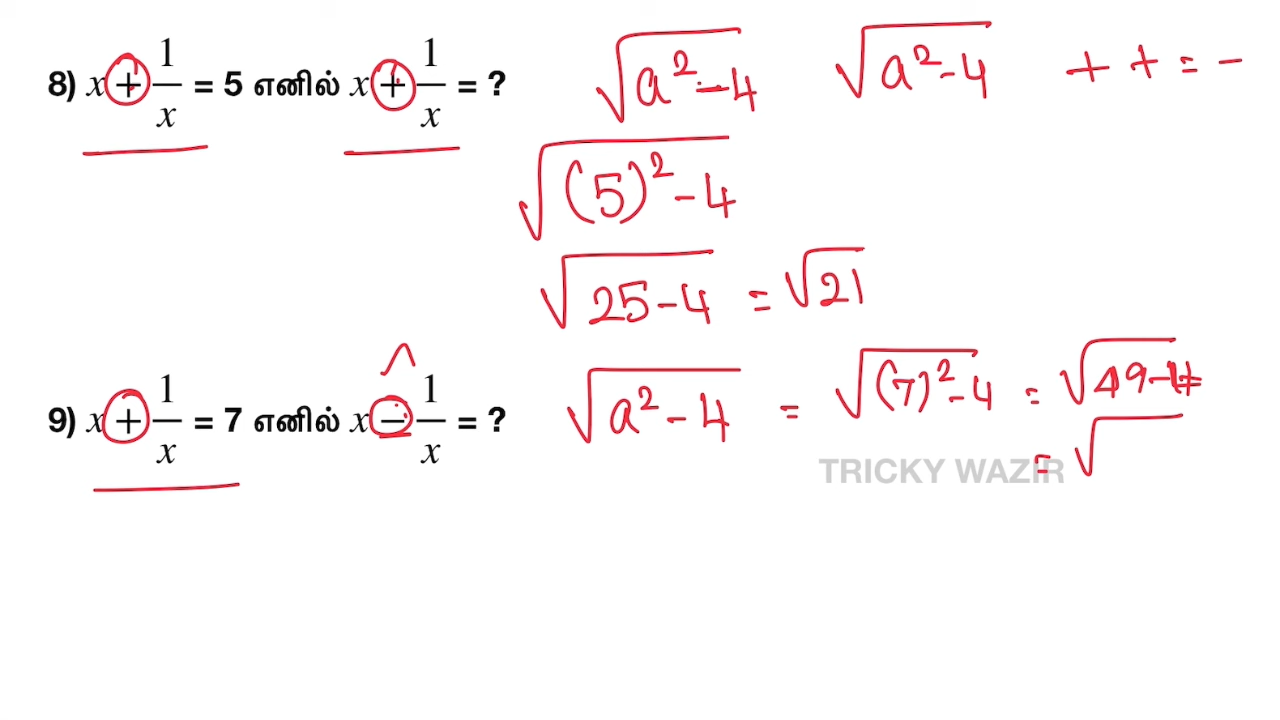 8) x + 1/x = 5 எனில் x + 1/x = ?
√(a² - 4)
√(a² - 4)
+ + = -
√((5)² - 4)
√(25 - 4) = √21
9) x + 1/x = 7 எனில் x - 1/x = ?
√(a² - 4) = √((7)² - 4) = √(49 - 4
= √
TRICKY WAZIR